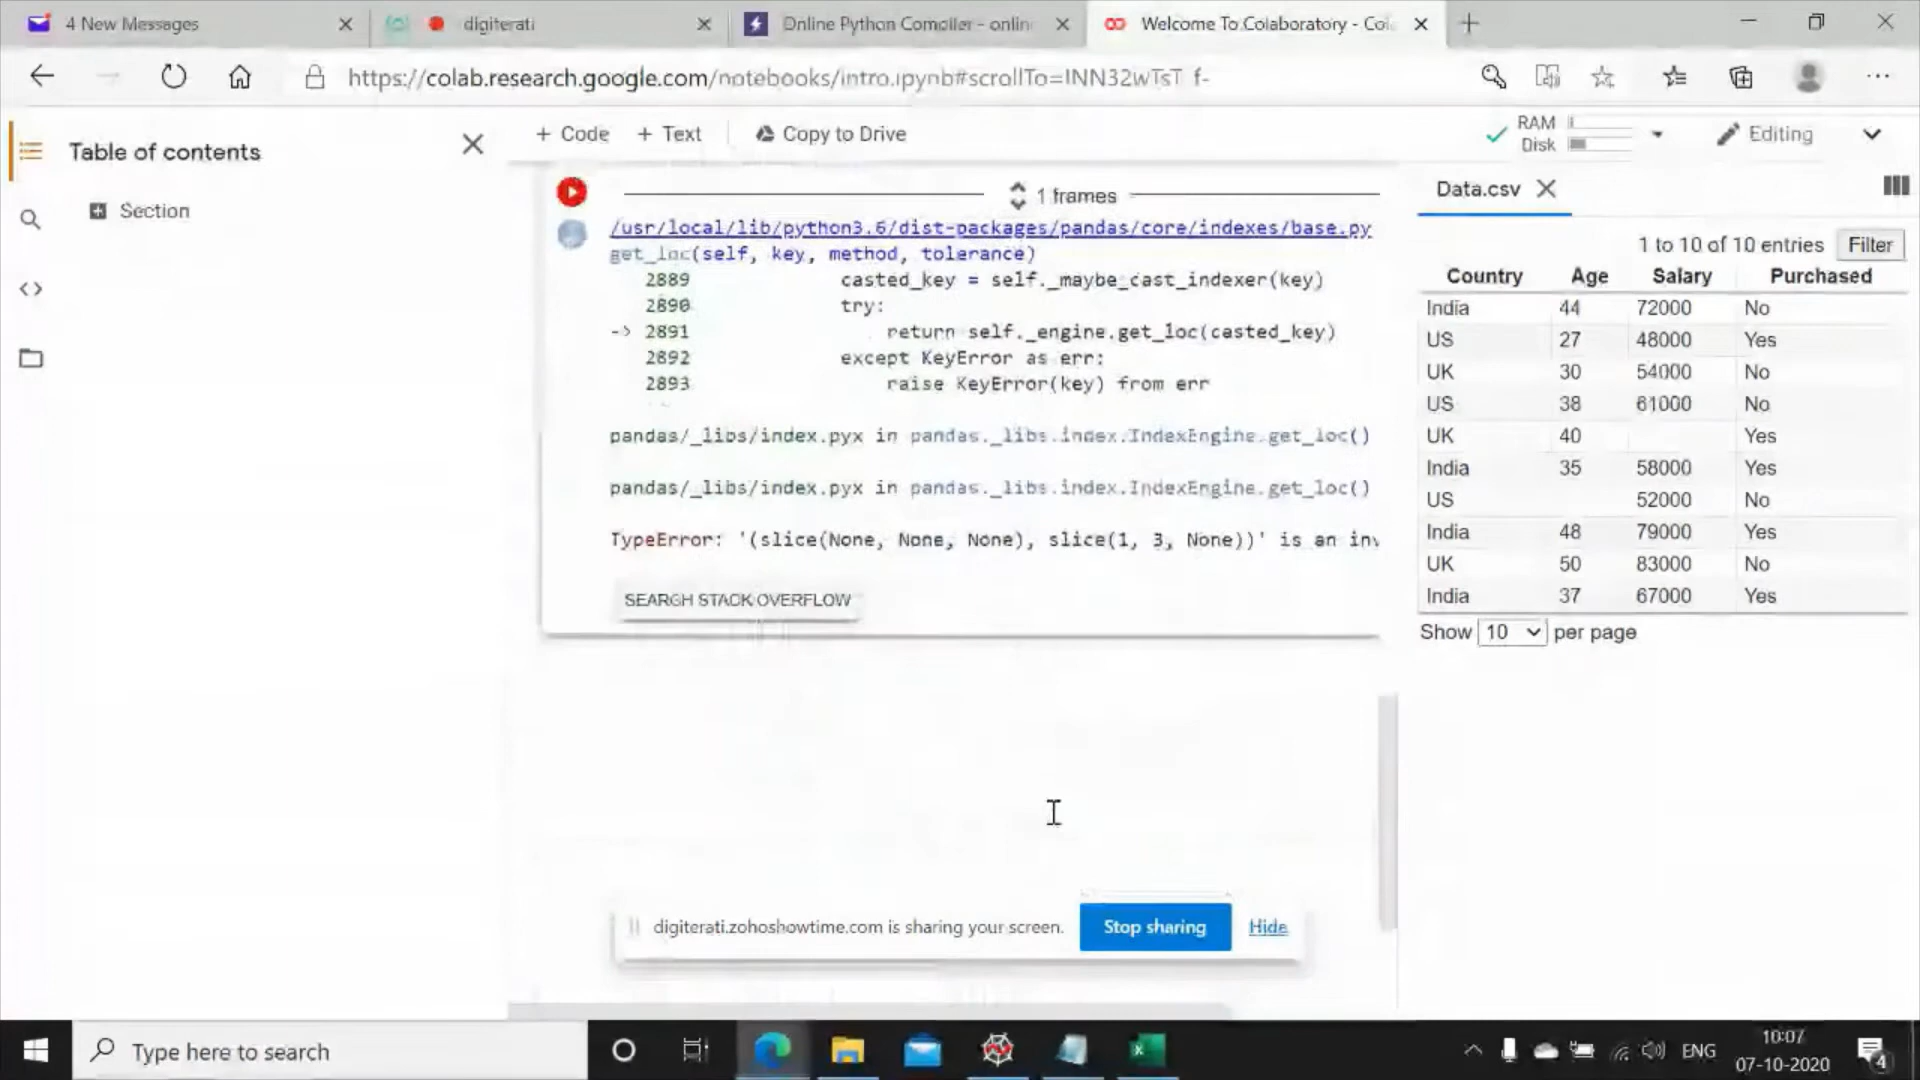 4 New Messages
digiterati
Online Python Compiler - onlin
Welcome To Colaboratory - Col
https://colab.research.google.com/notebooks/intro.ipynb#scrollTo=
Table of contents
Section
+ Code
+ Text
Copy to Drive
RAM
Disk
Editing
1 frames
/usr/local/lib/python3.6/dist-packages/pandas/core/indexes/base.py
get_loc(self, key, method, tolerance)
2889 casted_key = self._maybe_cast_indexer(key)
2890 try:
-> 2891 return self._engine.get_loc(casted_key)
2892 except KeyError as err:
2893 raise KeyError(key) from err
pandas/_libs/index.pyx in pandas._libs.index.IndexEngine.get_loc()
pandas/_libs/index.pyx in pandas._libs.index.IndexEngine.get_loc()
TypeError: '(slice(None, None, None), slice(1, 3, None))' is an inv
SEARCH STACK OVERFLOW
Data.csv
1 to 10 of 10 entries
Filter
Country Age Salary Purchased
India 44 72000 No
US 27 48000 Yes
UK 30 54000 No
US 38 61000 No
UK 40 Yes
India 35 58000 Yes
US 52000 No
India 48 79000 Yes
UK 50 83000 No
India 37 67000 Yes
Show 10 per page
digiterati.zohoshowtime.com is sharing your screen.
Stop sharing
Hide
Type here to search
ENG
10:07
07-10-2020
4